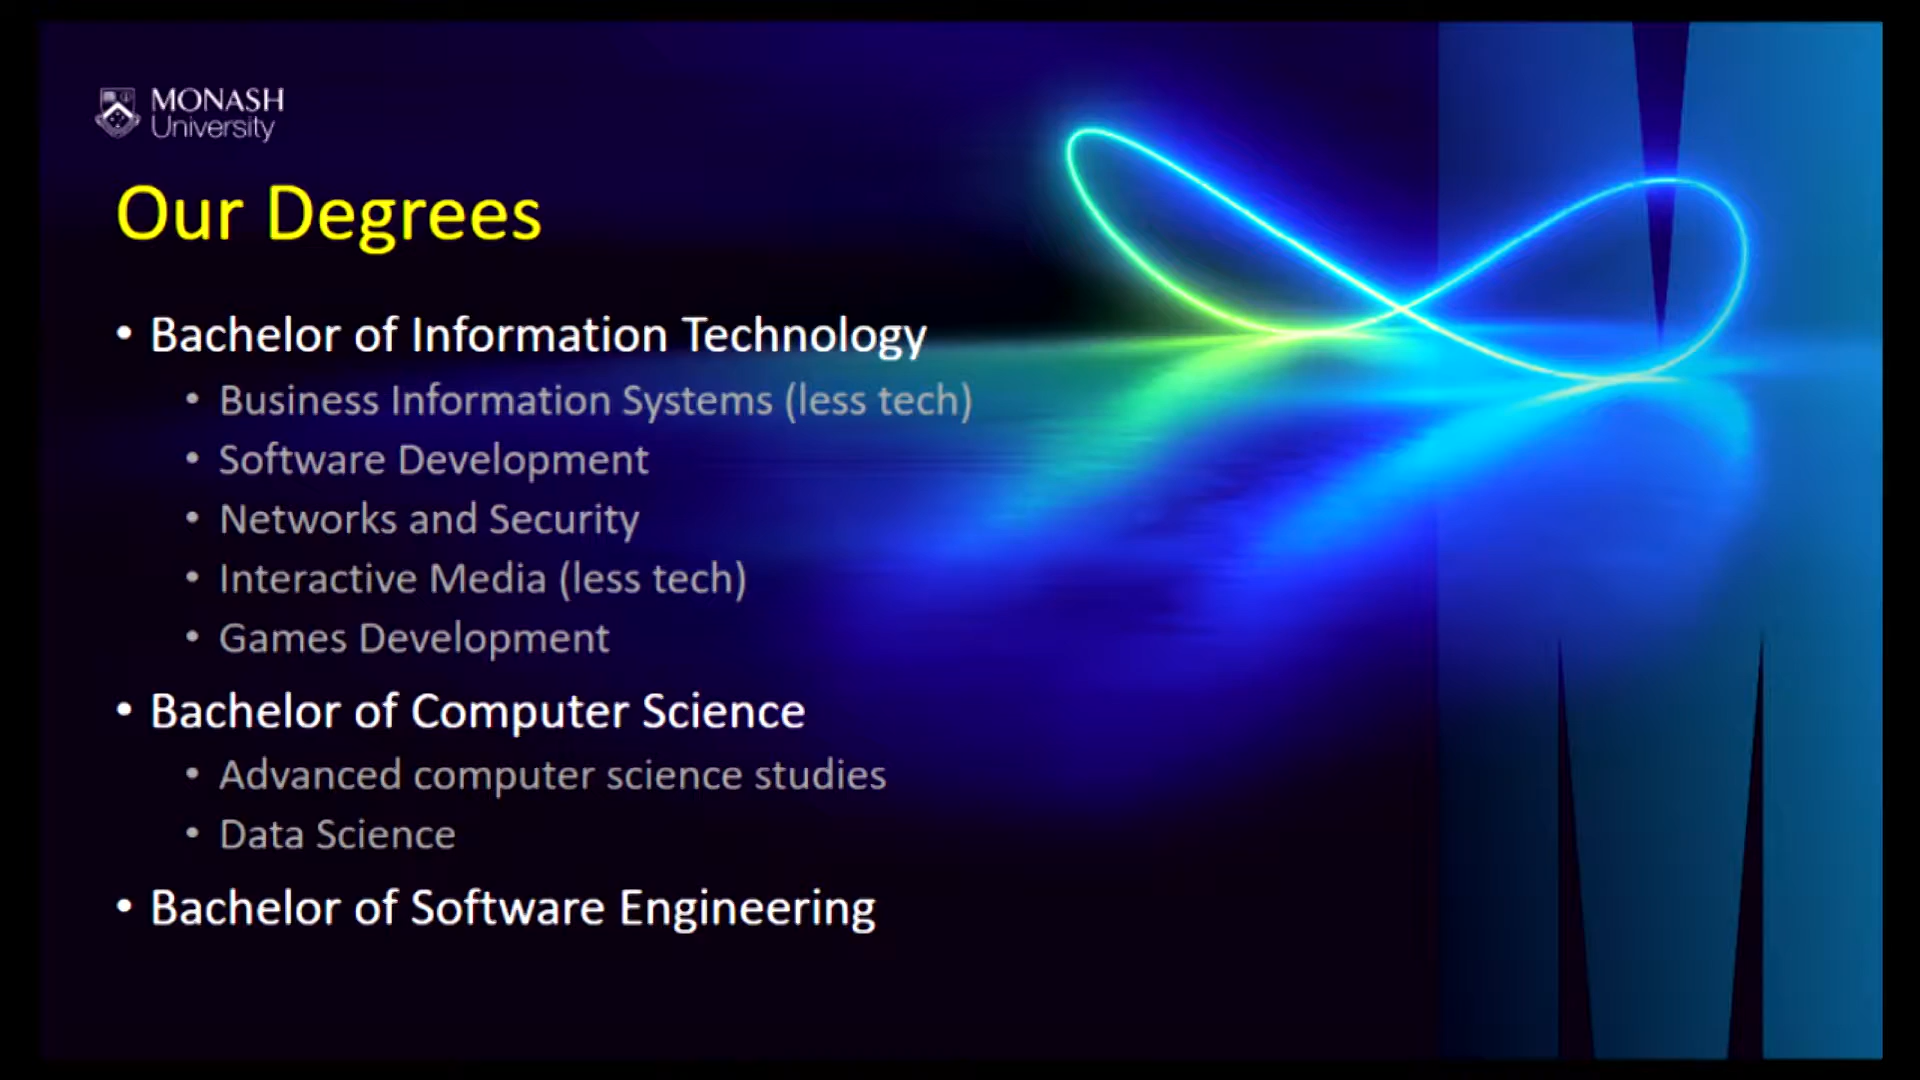 MONASH
University
Our Degrees
• Bachelor of Information Technology
• Business Information Systems (less tech)
• Software Development
• Networks and Security
• Interactive Media (less tech)
• Games Development
• Bachelor of Computer Science
• Advanced computer science studies
• Data Science
• Bachelor of Software Engineering